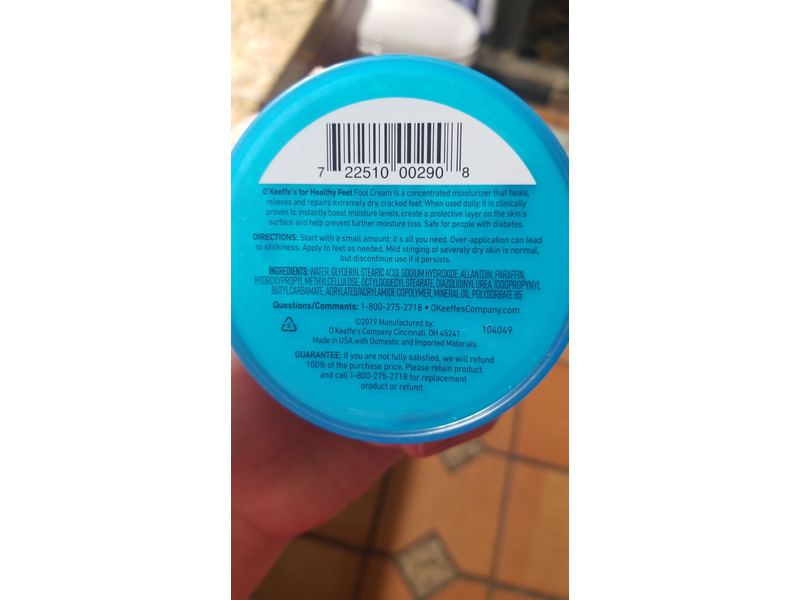 7 22510 00290 8
O'Keeffe's for Healthy Feet Foot Cream is a concentrated moisturizer that heals,
relieves and repairs extremely dry, cracked feet. When used daily, it is clinically
proven to instantly boost moisture levels, create a protective layer on the skin's
surface and help prevent further moisture loss. Safe for people with diabetes.
DIRECTIONS: Start with a small amount; it's all you need. Over-application can lead
to stickiness. Apply to feet as needed. Mild stinging of severely dry skin is normal,
but discontinue use if it persists.
INGREDIENTS: WATER, GLYCERIN, STEARIC ACID, SODIUM HYDROXIDE, ALLANTOIN, PARAFFIN,
HYDROXYPROPYL METHYLCELLULOSE, OCTYLDODECYL STEARATE, DIAZOLIDINYL UREA, IODOPROPYNYL
BUTYLCARBAMATE, ACRYLATES/ACRYLAMIDE COPOLYMER, MINERAL OIL, POLYSORBATE 85
Questions/Comments: 1-800-275-2718 • OKeeffesCompany.com
©2019 Manufactured by:
O'Keeffe's Company Cincinnati, OH 45241
104049
Made in USA with Domestic and Imported Materials
GUARANTEE: If you are not fully satisfied, we will refund
100% of the purchase price. Please retain product
and call 1-800-275-2718 for replacement
product or refund.